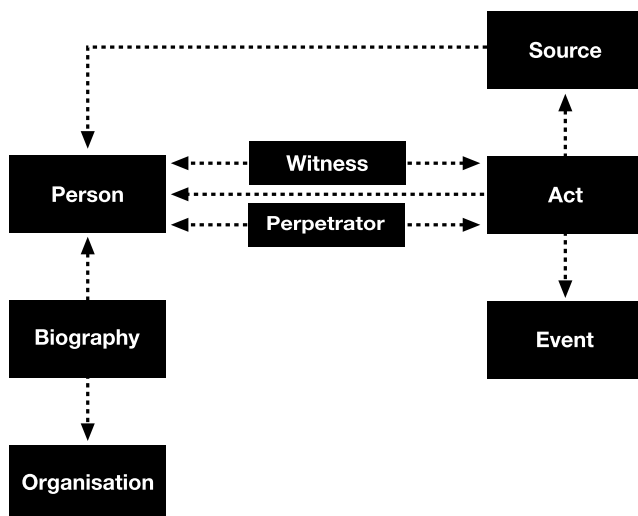 Source
Witness
Person
Act
Perpetrator
Biography
Event
Organisation